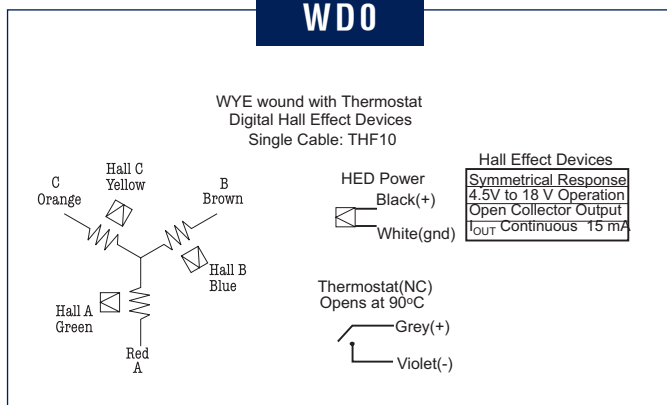 WD0
WYE wound with Thermostat
Digital Hall Effect Devices
Single Cable: THF10
Hall C
Yellow
C
Orange
B
Brown
Hall B
Blue
Hall A
Green
Red
A
HED Power
Black(+)
White(gnd)
Hall Effect Devices
Symmetrical Response
4.5V to 18 V Operation
Open Collector Output
IOUT Continuous 15 mA
Thermostat(NC)
Opens at 90°C
Grey(+)
Violet(-)